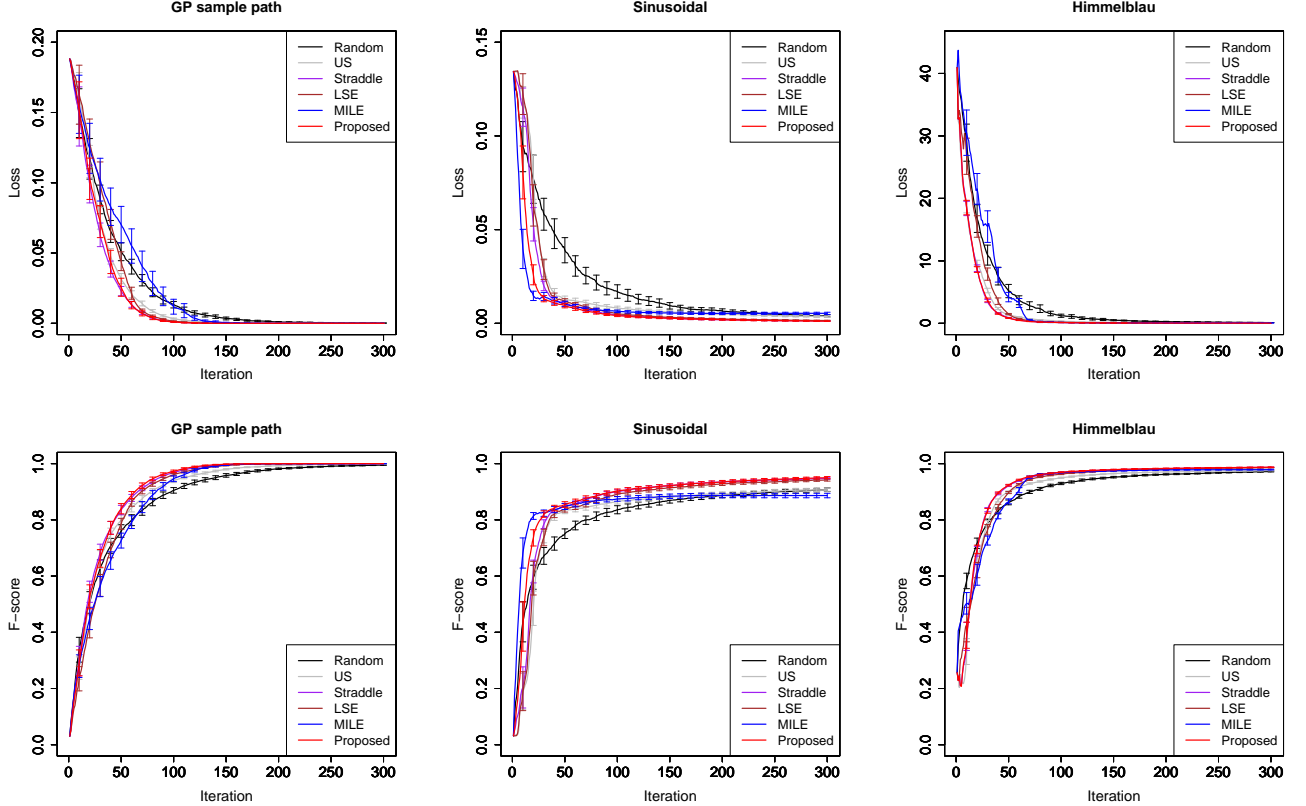 GP sample path
Loss
0.20
0.15
0.10
0.05
0.00
Random
US
Straddle
LSE
MILE
Proposed
0 50 100 150 200 250 300
Iteration
Sinusoidal
Loss
0.15
0.10
0.05
0.00
Random
US
Straddle
LSE
MILE
Proposed
0 50 100 150 200 250 300
Iteration
Himmelblau
Loss
40
30
20
10
0
Random
US
Straddle
LSE
MILE
Proposed
0 50 100 150 200 250 300
Iteration
GP sample path
F−score
1.0
0.8
0.6
0.4
0.2
0.0
Random
US
Straddle
LSE
MILE
Proposed
0 50 100 150 200 250 300
Iteration
Sinusoidal
F−score
1.0
0.8
0.6
0.4
0.2
0.0
Random
US
Straddle
LSE
MILE
Proposed
0 50 100 150 200 250 300
Iteration
Himmelblau
F−score
1.0
0.8
0.6
0.4
0.2
0.0
Random
US
Straddle
LSE
MILE
Proposed
0 50 100 150 200 250 300
Iteration